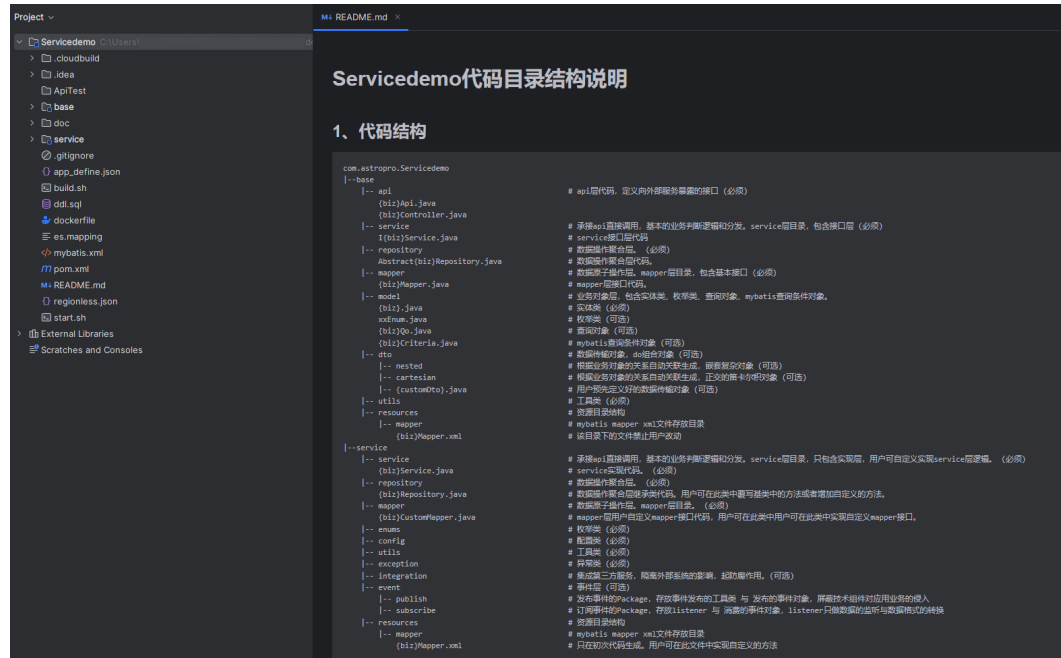 Project
README.md
Servicedemo C:\Users\
.cloudbuild
.idea
ApiTest
base
doc
service
.gitignore
app_define.json
build.sh
ddl.sql
dockerfile
es.mapping
mybatis.xml
pom.xml
README.md
regionless.json
start.sh
External Libraries
Scratches and Consoles
Servicedemo代码目录结构说明
1、代码结构
com.astropro.Servicedemo
|--base
|-- api # api层代码，定义向外部服务暴露的接口（必须）
{biz}Api.java
{biz}Controller.java
|-- service # 承接api直接调用，基本的业务判断逻辑和分发。service层目录，包含接口层（必须）
I{biz}Service.java # service接口层代码
|-- repository # 数据操作聚合层。（必须）
Abstract{biz}Repository.java # 数据操作聚合层代码。
|-- mapper # 数据原子操作层。mapper层目录，包含基本接口（必须）
{biz}Mapper.java # mapper层接口代码。
|-- model # 业务对象层，包含实体类、枚举类、查询对象、mybatis查询条件对象。
{biz}.java # 实体类（必须）
xxEnum.java # 枚举类（可选）
{biz}Qo.java # 查询对象（可选）
{biz}Criteria.java # mybatis查询条件对象（可选）
|-- dto # 数据传输对象，do组合对象（可选）
|-- nested # 根据业务对象的关系自动关联生成，嵌套复杂对象（可选）
|-- cartesian # 根据业务对象的关系自动关联生成，正交的笛卡尔积对象（可选）
|-- {customDto}.java # 用户预先定义好的数据传输对象（可选）
|-- utils # 工具类（必须）
|-- resources # 资源目录结构
|-- mapper # mybatis mapper xml文件存放目录
{biz}Mapper.xml # 该目录下的文件禁止用户改动
|--service
|-- service # 承接api直接调用，基本的业务判断逻辑和分发。service层目录，只包含实现层，用户可自定义实现service层逻辑。（必须）
{biz}Service.java # service实现代码。（必须）
|-- repository # 数据操作聚合层。（必须）
{biz}Repository.java # 数据操作聚合层继承类代码。用户可在此类中覆写基类中的方法或者增加自定义的方法。
|-- mapper # 数据原子操作层。mapper层目录。（必须）
{biz}CustomMapper.java # mapper层用户自定义mapper接口代码，用户可在此类中用户可在此类中实现自定义mapper接口。
|-- enums # 枚举类（必须）
|-- config # 配置类（必须）
|-- utils # 工具类（必须）
|-- exception # 异常类（必须）
|-- integration # 集成第三方服务，隔离外部系统的影响，起防腐作用。(可选)
|-- event # 事件层（可选）
|-- publish # 发布事件的Package，存放事件发布的工具类 与 发布的事件对象，屏蔽技术组件对应用业务的侵入
|-- subscribe # 订阅事件的Package，存放listener 与 消费的事件对象，listener只做数据的监听与数据格式的转换
|-- resources # 资源目录结构
|-- mapper # mybatis mapper xml文件存放目录
{biz}Mapper.xml # 只在初次代码生成。用户可在此文件中实现自定义的方法